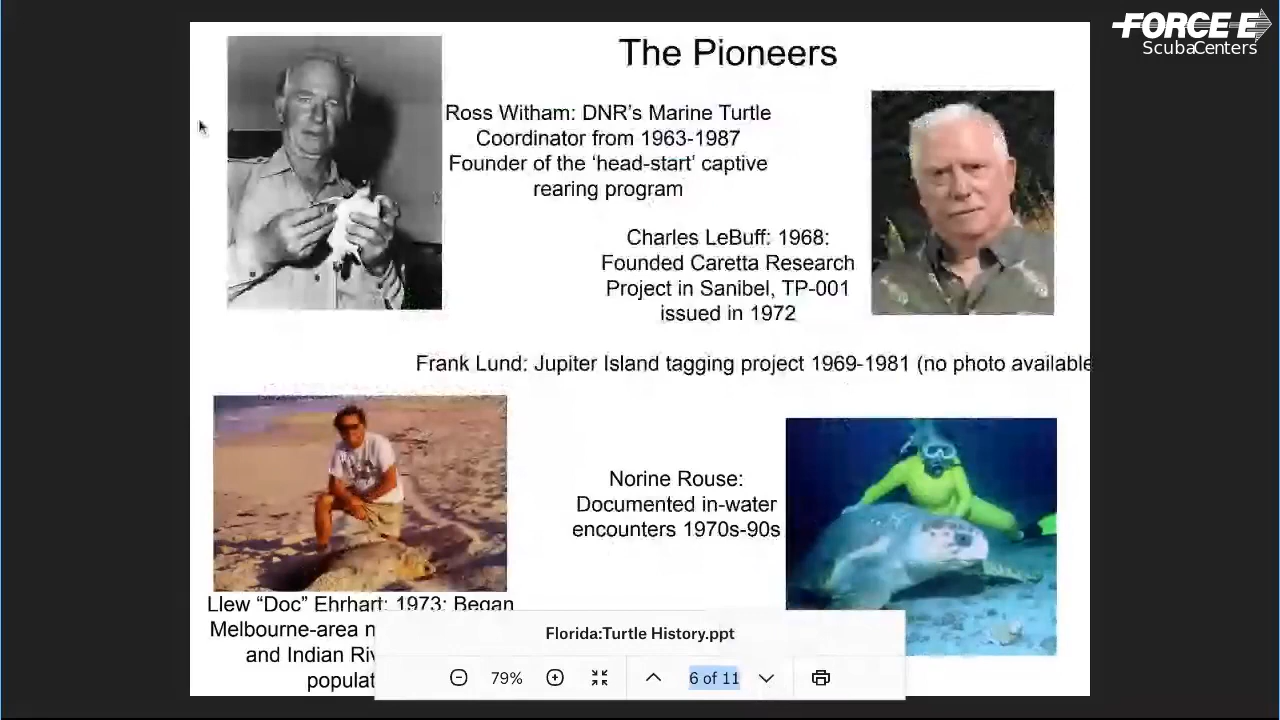 FORCE E
ScubaCenters
The Pioneers
Ross Witham: DNR’s Marine Turtle
Coordinator from 1963-1987
Founder of the ‘head-start’ captive
rearing program
Charles LeBuff: 1968:
Founded Caretta Research
Project in Sanibel, TP-001
issued in 1972
Frank Lund: Jupiter Island tagging project 1969-1981 (no photo available
Norine Rouse:
Documented in-water
encounters 1970s-90s
Llew “Doc” Ehrhart: 1973: Began
Melbourne-area
and Indian
Florida:Turtle History.ppt
79%
6 of 11